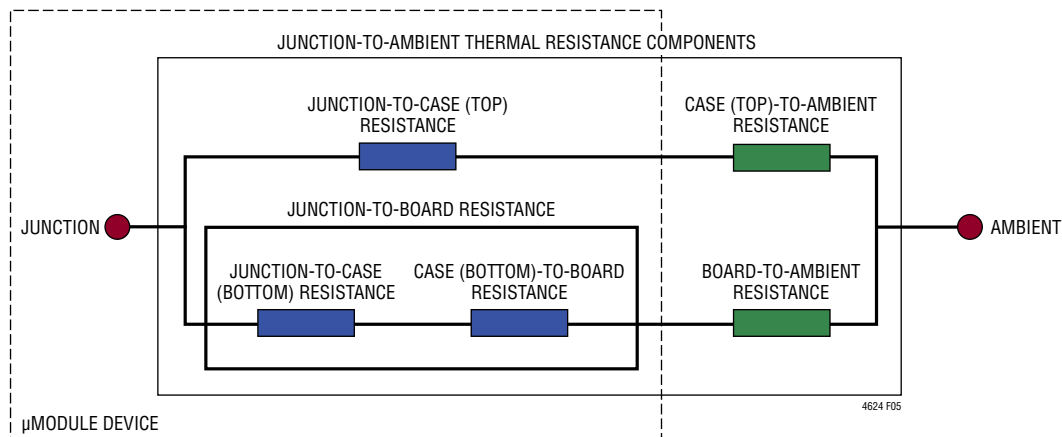 JUNCTION-TO-AMBIENT THERMAL RESISTANCE COMPONENTS
JUNCTION-TO-CASE (TOP)
RESISTANCE
CASE (TOP)-TO-AMBIENT
RESISTANCE
JUNCTION
JUNCTION-TO-BOARD RESISTANCE
AMBIENT
JUNCTION-TO-CASE
(BOTTOM) RESISTANCE
CASE (BOTTOM)-TO-BOARD
RESISTANCE
BOARD-TO-AMBIENT
RESISTANCE
4624 F05
µMODULE DEVICE